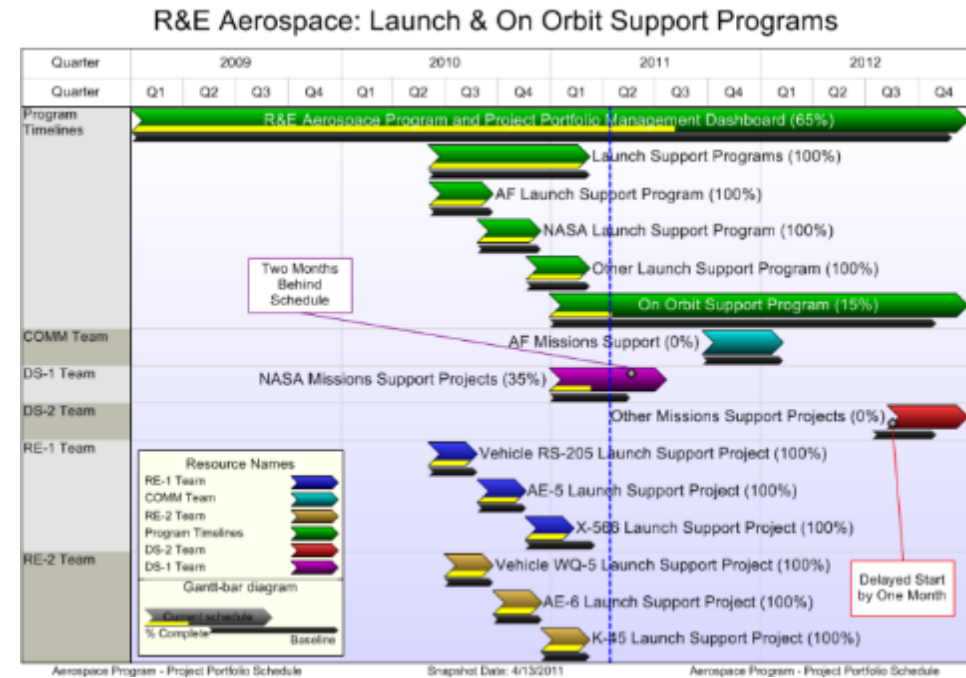 R&E Aerospace: Launch & On Orbit Support Programs
Quarter 2009 2010 2011 2012
Quarter Q1 Q2 Q3 Q4 Q1 Q2 Q3 Q4 Q1 Q2 Q3 Q4 Q1 Q2 Q3 Q4
Program
Timelines
R&E Aerospace Program and Project Portfolio Management Dashboard (65%)
Launch Support Programs (100%)
AF Launch Support Program (100%)
NASA Launch Support Program (100%)
Other Launch Support Program (100%)
Two Months
Behind
Schedule
On Orbit Support Program (15%)
COMM Team
AF Missions Support (0%)
DS-1 Team
NASA Missions Support Projects (35%)
DS-2 Team
Other Missions Support Projects (0%)
RE-1 Team
Vehicle RS-205 Launch Support Project (100%)
AE-5 Launch Support Project (100%)
X-566 Launch Support Project (100%)
RE-2 Team
Vehicle WQ-5 Launch Support Project (100%)
AE-6 Launch Support Project (100%)
K-45 Launch Support Project (100%)
Delayed Start
by One Month
Resource Names
RE-1 Team
COMM Team
RE-2 Team
Program Timelines
DS-2 Team
DS-1 Team
Gantt-bar diagram
Current schedule
% Complete
Baseline
Aerospace Program - Project Portfolio Schedule
Snapshot Date: 4/13/2011
Aerospace Program - Project Portfolio Schedule